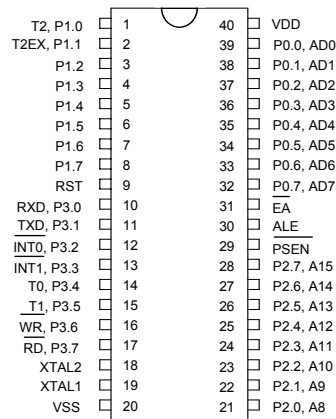 T2, P1.0 1 40 VDD
T2EX, P1.1 2 39 P0.0, AD0
P1.2 3 38 P0.1, AD1
P1.3 4 37 P0.2, AD2
P1.4 5 36 P0.3, AD3
P1.5 6 35 P0.4, AD4
P1.6 7 34 P0.5, AD5
P1.7 8 33 P0.6, AD6
RST 9 32 P0.7, AD7
RXD, P3.0 10 31 EA
TXD, P3.1 11 30 ALE
INT0, P3.2 12 29 PSEN
INT1, P3.3 13 28 P2.7, A15
T0, P3.4 14 27 P2.6, A14
T1, P3.5 15 26 P2.5, A13
WR, P3.6 16 25 P2.4, A12
RD, P3.7 17 24 P2.3, A11
XTAL2 18 23 P2.2, A10
XTAL1 19 22 P2.1, A9
VSS 20 21 P2.0, A8